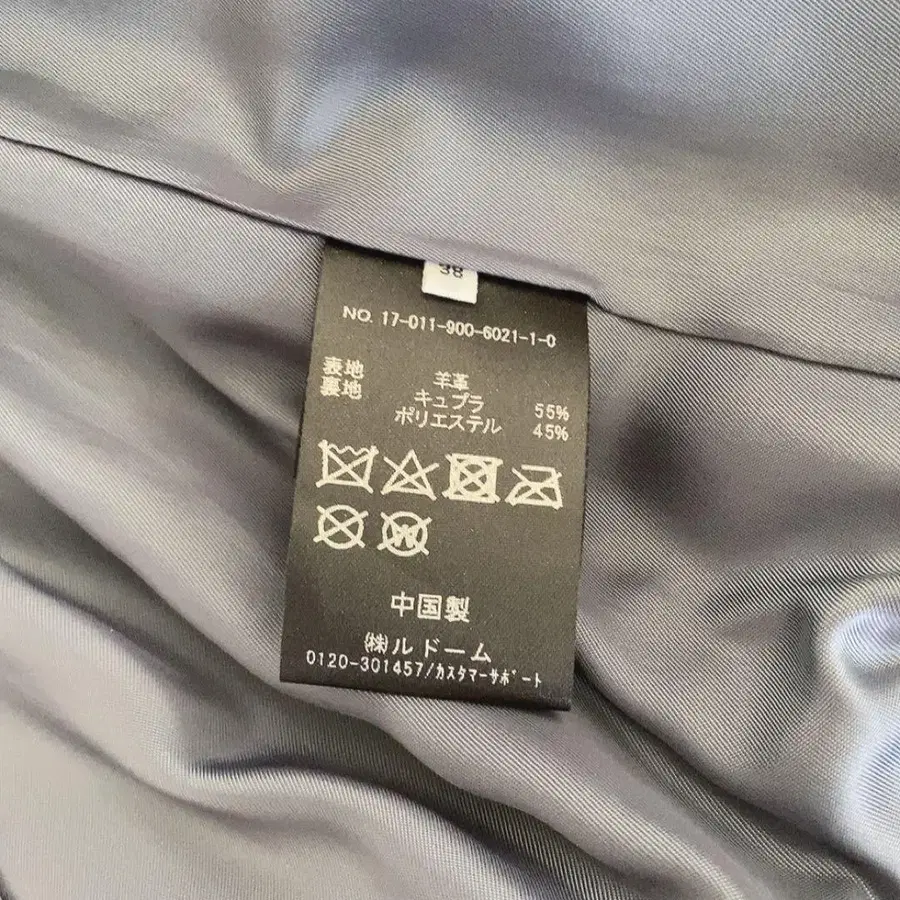 38
NO. 17-011-900-6021-1-0
表地 羊革
裏地 キュプラ 55%
ポリエステル 45%
W
中国製
㈱ルドーム
0120-301457/カスタマーサポート